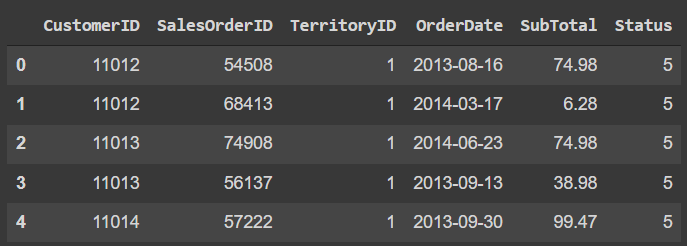 CustomerID SalesOrderID TerritoryID OrderDate SubTotal Status
0 11012 54508 1 2013-08-16 74.98 5
1 11012 68413 1 2014-03-17 6.28 5
2 11013 74908 1 2014-06-23 74.98 5
3 11013 56137 1 2013-09-13 38.98 5
4 11014 57222 1 2013-09-30 99.47 5